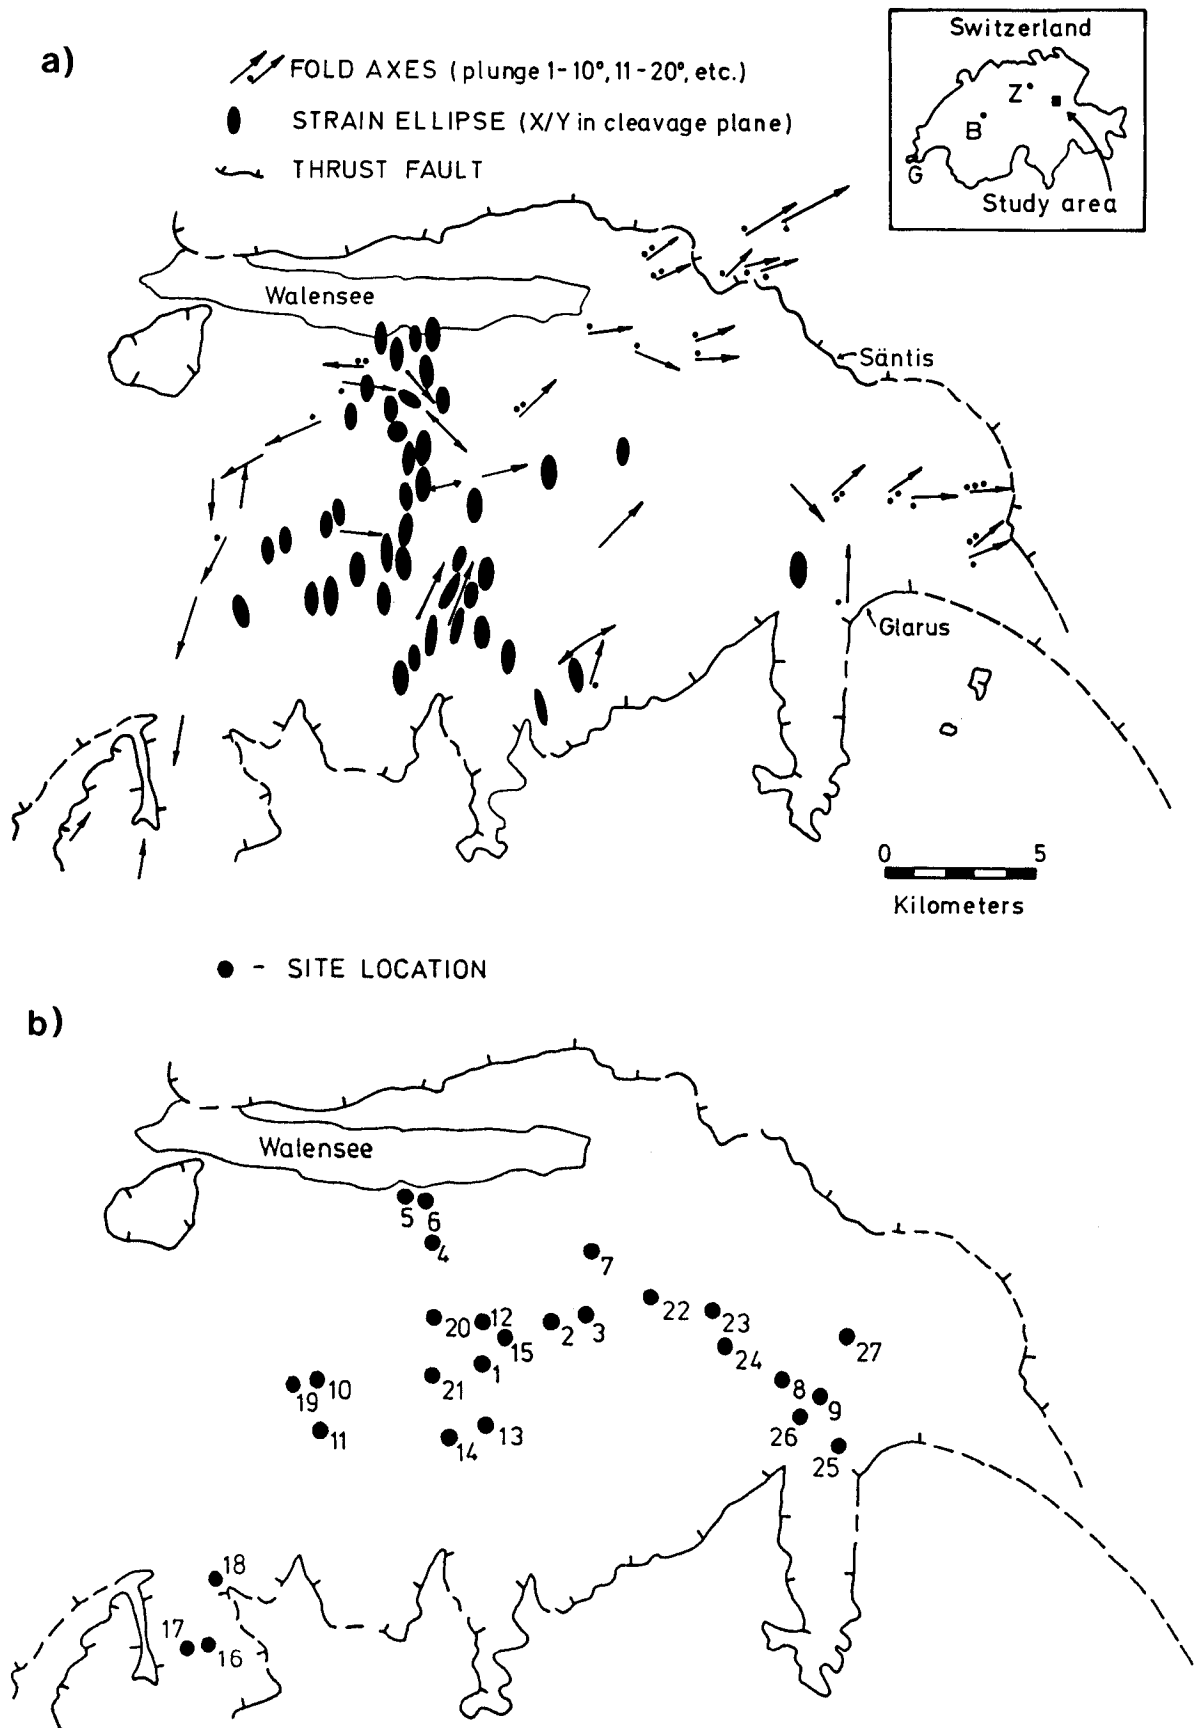 a)
FOLD AXES (plunge 1-10°, 11-20°, etc.)
STRAIN ELLIPSE (X/Y in cleavage plane)
THRUST FAULT
Switzerland
Z
B
G
Study area
Walensee
Säntis
Glarus
0 5
Kilometers
- SITE LOCATION
b)
Walensee
5
6
4
7
22
23
20
12
2
3
15
24
27
1
21
8
19
10
9
11
26
14
13
25
18
17
16